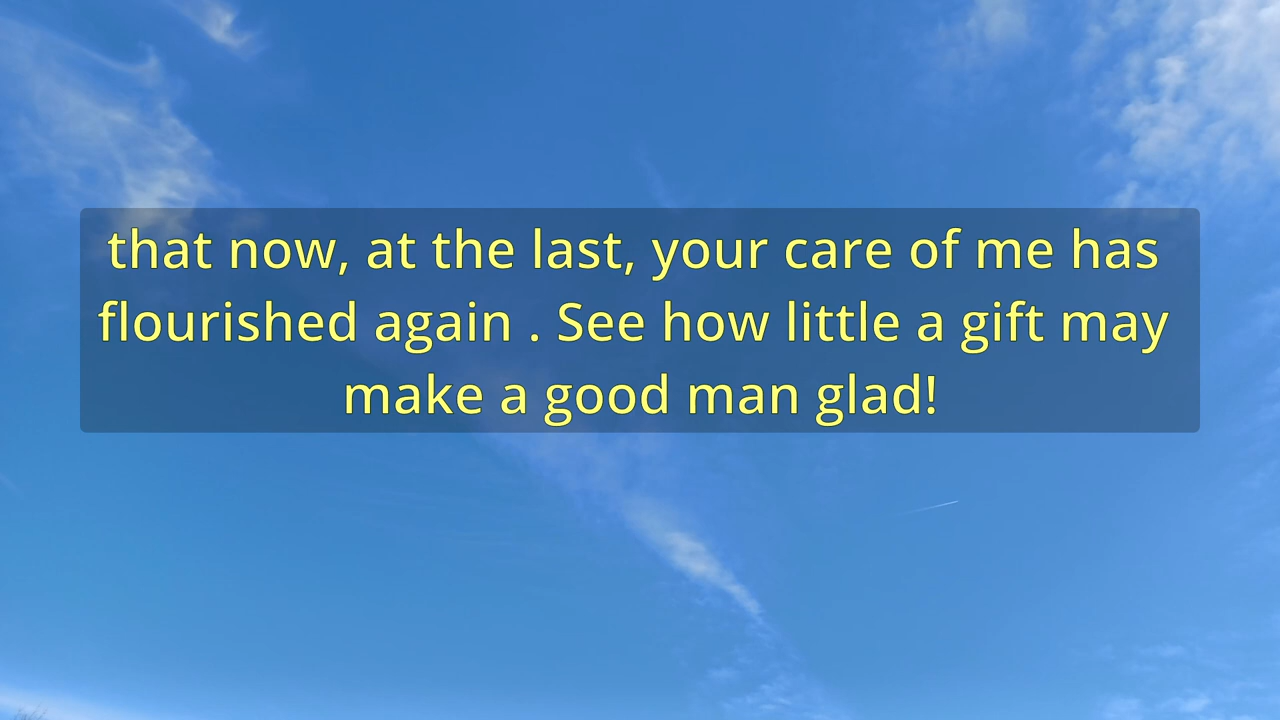 that now, at the last, your care of me has
flourished again . See how little a gift may
make a good man glad!